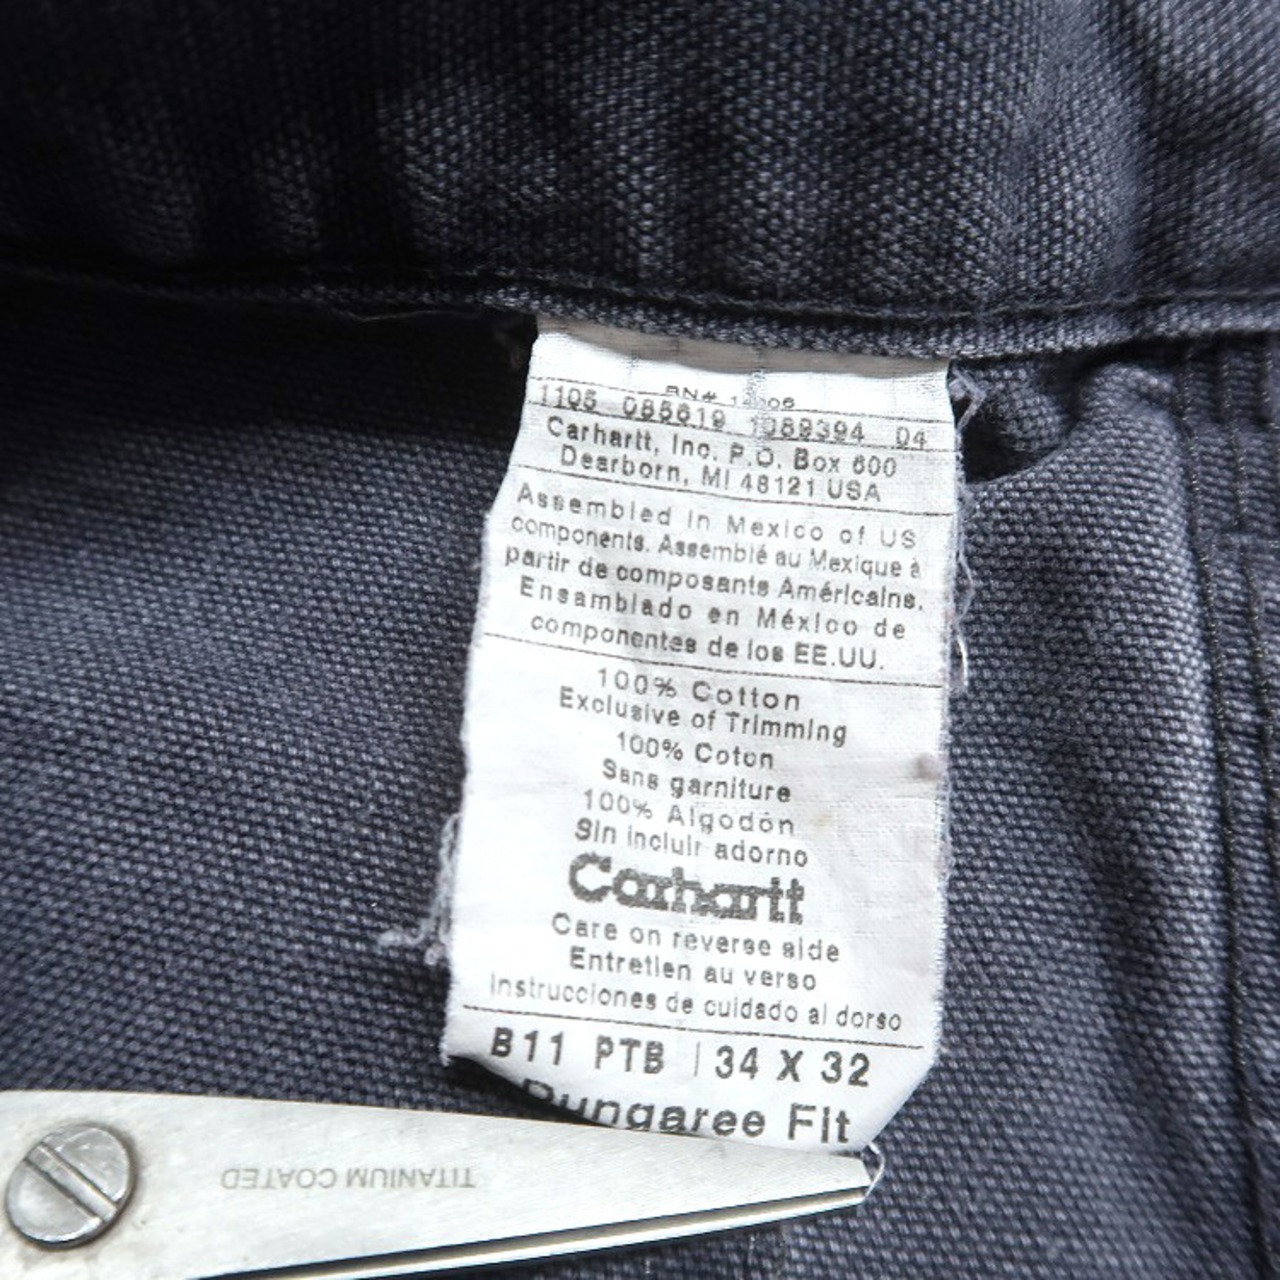 RN# 14806
1105 085619 1089394 04
Carhartt, Inc. P.O. Box 600
Dearborn, MI 48121 USA
Assembled in Mexico of US
components. Assemblé au Mexique à
partir de composants Américains.
Ensamblado en México de
componentes de los EE.UU.
100% Cotton
Exclusive of Trimming
100% Coton
Sans garniture
100% Algodón
Sin incluir adorno
Carhartt
Care on reverse side
Entretien au verso
Instrucciones de cuidado al dorso
B11 PTB | 34 X 32
Dungaree Fit
TITANIUM COATED